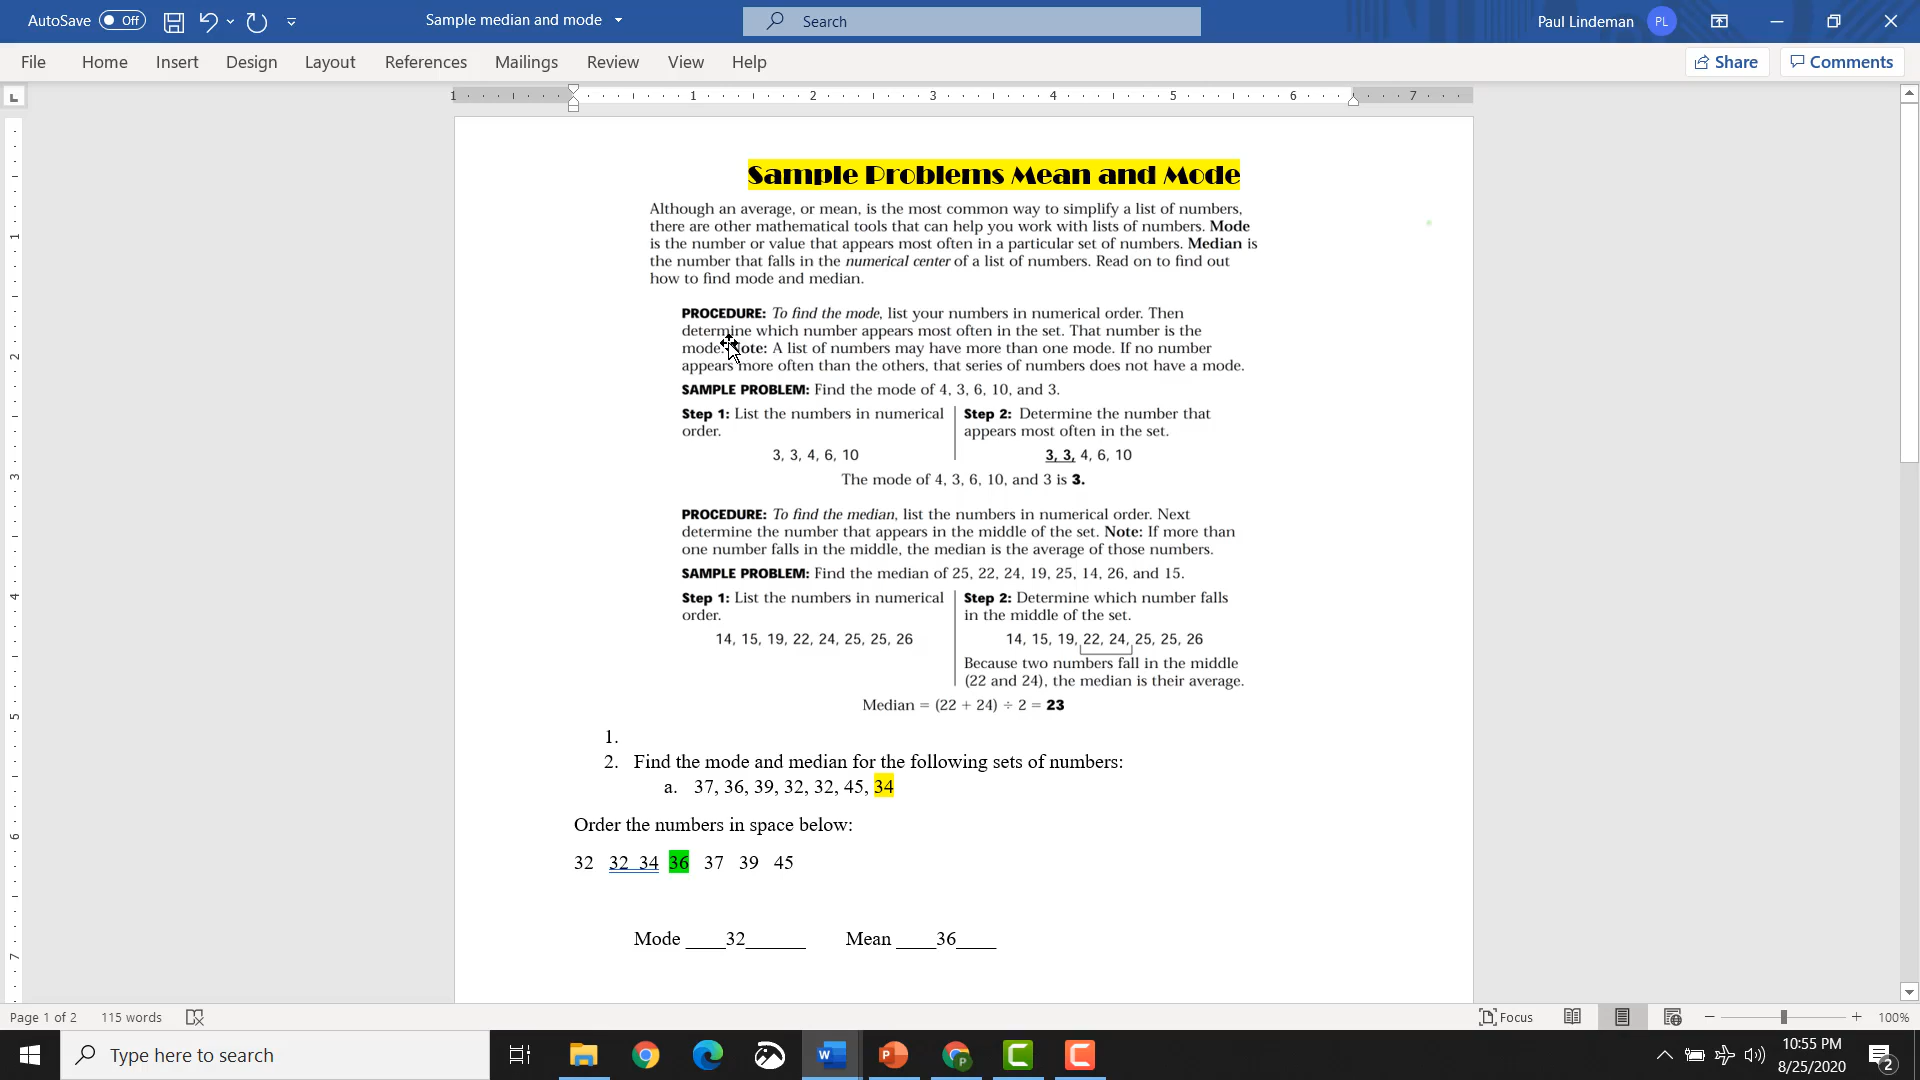 AutoSave Off Sample median and mode Search Paul Lindeman PL
File Home Insert Design Layout References Mailings Review View Help Share Comments
1 1 2 3 4 5 6 7
Sample Problems Mean and Mode
Although an average, or mean, is the most common way to simplify a list of numbers,
there are other mathematical tools that can help you work with lists of numbers. Mode
is the number or value that appears most often in a particular set of numbers. Median is
the number that falls in the numerical center of a list of numbers. Read on to find out
how to find mode and median.
PROCEDURE: To find the mode, list your numbers in numerical order. Then
determine which number appears most often in the set. That number is the
mode. Note: A list of numbers may have more than one mode. If no number
appears more often than the others, that series of numbers does not have a mode.
SAMPLE PROBLEM: Find the mode of 4, 3, 6, 10, and 3.
Step 1: List the numbers in numerical
order.
3, 3, 4, 6, 10
Step 2: Determine the number that
appears most often in the set.
3, 3, 4, 6, 10
The mode of 4, 3, 6, 10, and 3 is 3.
PROCEDURE: To find the median, list the numbers in numerical order. Next
determine the number that appears in the middle of the set. Note: If more than
one number falls in the middle, the median is the average of those numbers.
SAMPLE PROBLEM: Find the median of 25, 22, 24, 19, 25, 14, 26, and 15.
Step 1: List the numbers in numerical
order.
14, 15, 19, 22, 24, 25, 25, 26
Step 2: Determine which number falls
in the middle of the set.
14, 15, 19, 22, 24, 25, 25, 26
Because two numbers fall in the middle
(22 and 24), the median is their average.
Median = (22 + 24) ÷ 2 = 23
1.
2. Find the mode and median for the following sets of numbers:
a. 37, 36, 39, 32, 32, 45, 34
Order the numbers in space below:
32 32 34 36 37 39 45
Mode ____32______ Mean ____36____
1
2
3
4
5
6
7
Page 1 of 2 115 words Focus 100%
Type here to search
10:55 PM
8/25/2020
2